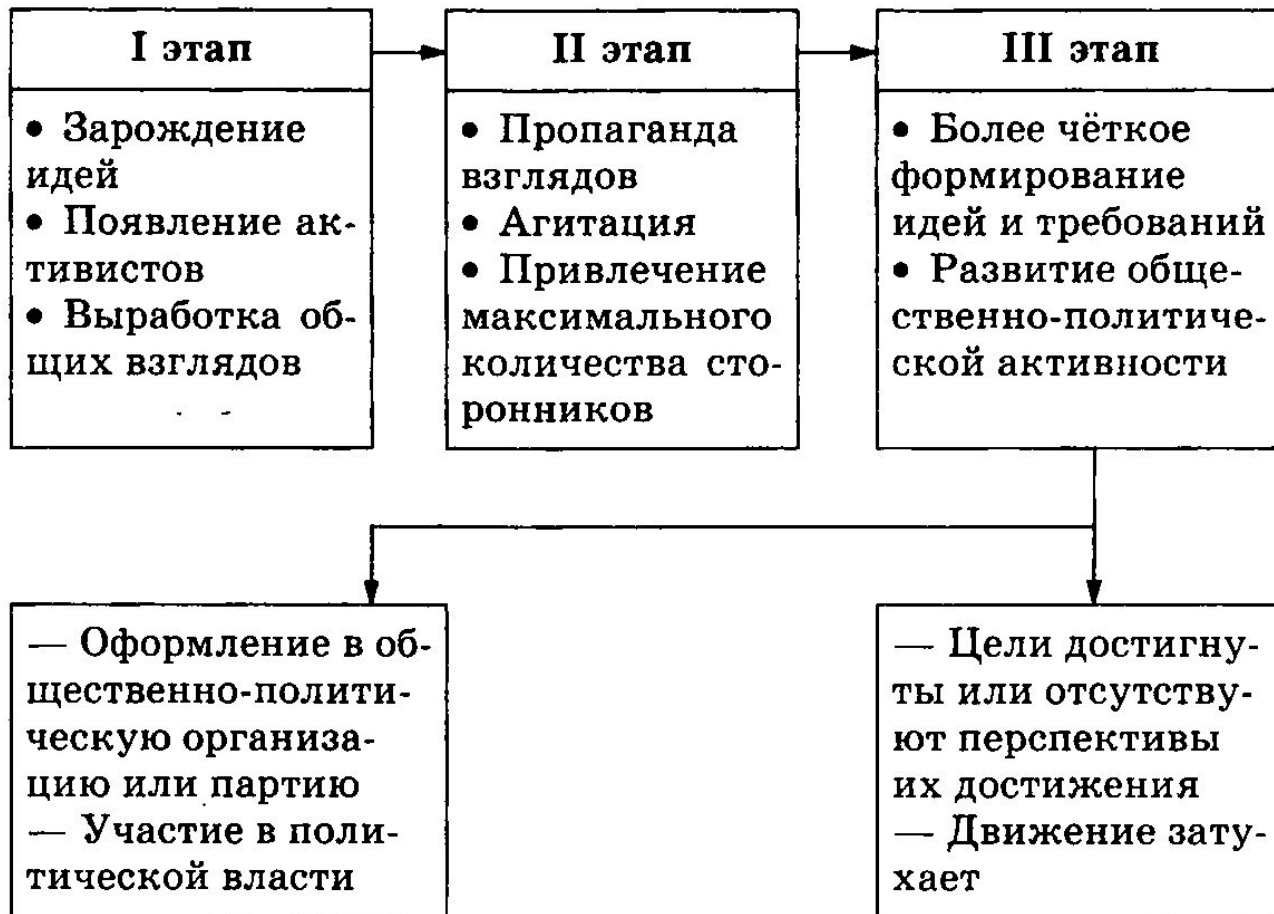 I этап
• Зарождение
идей
• Появление ак-
тивистов
• Выработка об-
щих взглядов
II этап
• Пропаганда
взглядов
• Агитация
• Привлечение
максимального
количества сто-
ронников
III этап
• Более чёткое
формирование
идей и требований
• Развитие обще-
ственно-политиче-
ской активности
— Оформление в об-
щественно-полити-
ческую организа-
цию или партию
— Участие в поли-
тической власти
— Цели достигну-
ты или отсутству-
ют перспективы
их достижения
— Движение зату-
хает